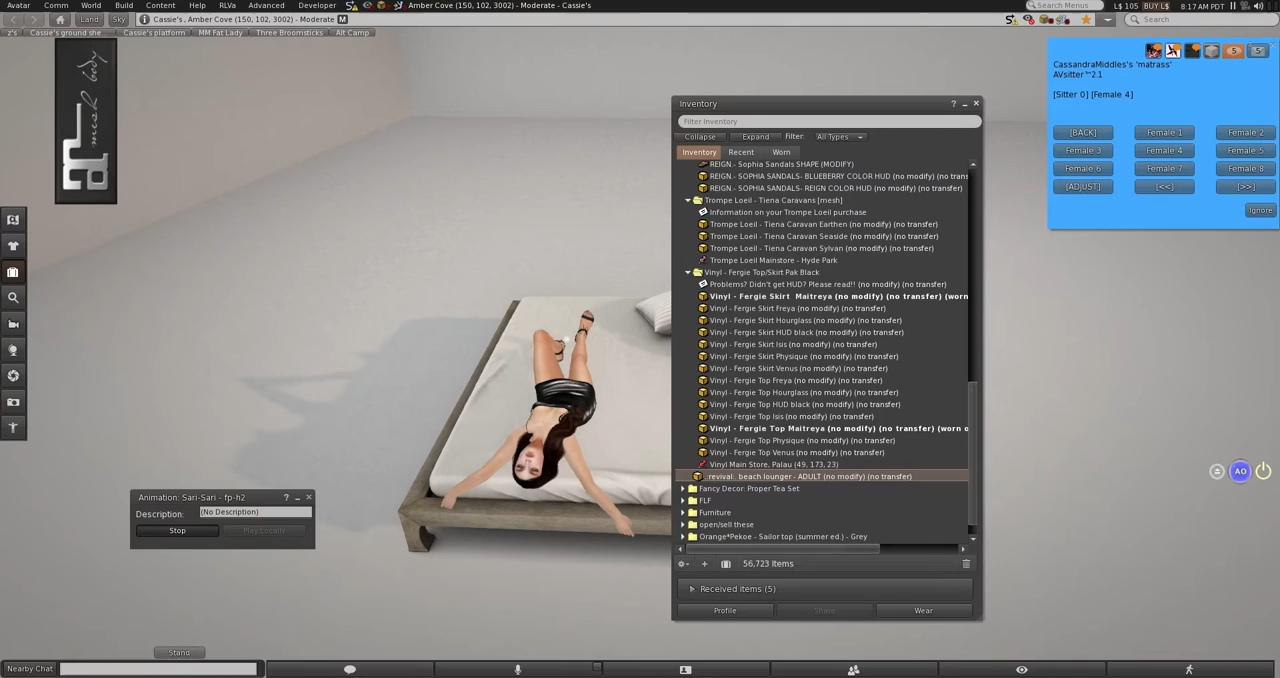 Avatar Comm World Build Content Help RLVa Advanced Developer Amber Cove (150, 102, 3002) - Moderate - Cassie's Search Menus L$ 105 BUY L$ 8:17 AM PDT
Land Sky Cassie's , Amber Cove (150, 102, 3002) - Moderate M Search
z's Cassie's ground she Cassie's platform MM Fat Lady Three Broomsticks Alt Camp
mesh body
5 5
CassandraMiddles's 'matrass'
AVsitter™2.1
[Sitter 0] [Female 4]
[BACK] Female 1 Female 2
Female 3 Female 4 Female 5
Female 6 Female 7 Female 8
[ADJUST] [<<] [>>]
Ignore
Inventory ? _ ×
Filter Inventory
Collapse Expand Filter: All Types
Inventory Recent Worn
REIGN.- Sophia Sandals SHAPE (MODIFY)
REIGN.- SOPHIA SANDALS- BLUEBERRY COLOR HUD (no modify) (no trans
REIGN.- SOPHIA SANDALS- REIGN COLOR HUD (no modify) (no transfer)
Trompe Loeil - Tiena Caravans [mesh]
Information on your Trompe Loeil purchase
Trompe Loeil - Tiena Caravan Earthen (no modify) (no transfer)
Trompe Loeil - Tiena Caravan Seaside (no modify) (no transfer)
Trompe Loeil - Tiena Caravan Sylvan (no modify) (no transfer)
Trompe Loeil Mainstore - Hyde Park
Vinyl - Fergie Top/Skirt Pak Black
Problems? Didn't get HUD? Please read!! (no modify) (no transfer)
Vinyl - Fergie Skirt Maitreya (no modify) (no transfer) (worn
Vinyl - Fergie Skirt Freya (no modify) (no transfer)
Vinyl - Fergie Skirt Hourglass (no modify) (no transfer)
Vinyl - Fergie Skirt HUD black (no modify) (no transfer)
Vinyl - Fergie Skirt Isis (no modify) (no transfer)
Vinyl - Fergie Skirt Physique (no modify) (no transfer)
Vinyl - Fergie Skirt Venus (no modify) (no transfer)
Vinyl - Fergie Top Freya (no modify) (no transfer)
Vinyl - Fergie Top Hourglass (no modify) (no transfer)
Vinyl - Fergie Top HUD black (no modify) (no transfer)
Vinyl - Fergie Top Isis (no modify) (no transfer)
Vinyl - Fergie Top Maitreya (no modify) (no transfer) (worn o
Vinyl - Fergie Top Physique (no modify) (no transfer)
Vinyl - Fergie Top Venus (no modify) (no transfer)
Vinyl Main Store, Palau (49, 173, 23)
:revival:. beach lounger - ADULT (no modify) (no transfer)
Fancy Decor: Proper Tea Set
FLF
Furniture
open/sell these
Orange*Pekoe - Sailor top (summer ed.) - Grey
56,723 Items
Received items (5)
Profile Share Wear
AO
Animation: Sari-Sari - fp-h2 ? _ ×
Description: (No Description)
Stop Play Locally
Stand
Nearby Chat